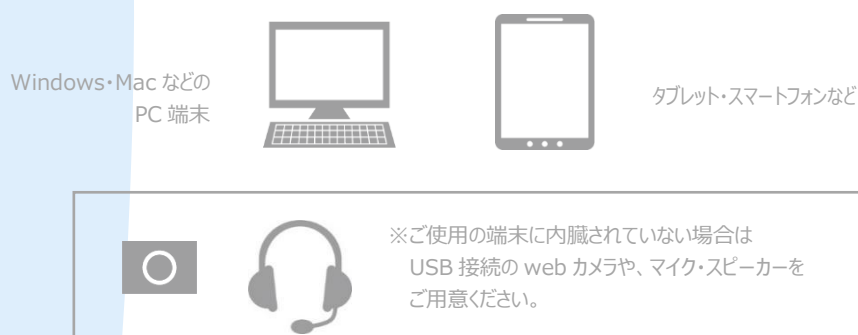 Windows・Mac などの
PC 端末
タブレット・スマートフォンなど
※ご使用の端末に内臓されていない場合は
USB 接続の web カメラや、マイク・スピーカーを
ご用意ください。